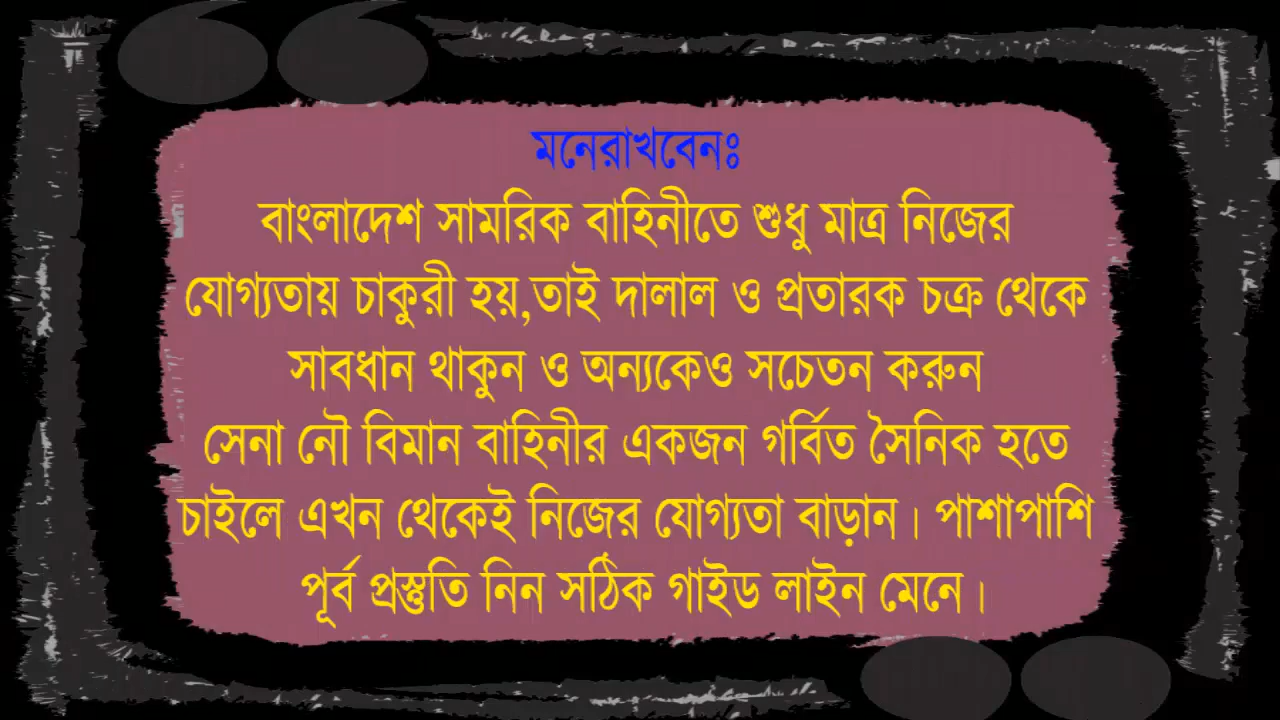 মনেরাখবেনঃ
বাংলাদেশ সামরিক বাহিনীতে শুধু মাত্র নিজের
যোগ্যতায় চাকুরী হয়,তাই দালাল ও প্রতারক চক্র থেকে
সাবধান থাকুন ও অন্যকেও সচেতন করুন
সেনা নৌ বিমান বাহিনীর একজন গর্বিত সৈনিক হতে
চাইলে এখন থেকেই নিজের যোগ্যতা বাড়ান। পাশাপাশি
পূর্ব প্রস্তুতি নিন সঠিক গাইড লাইন মেনে।